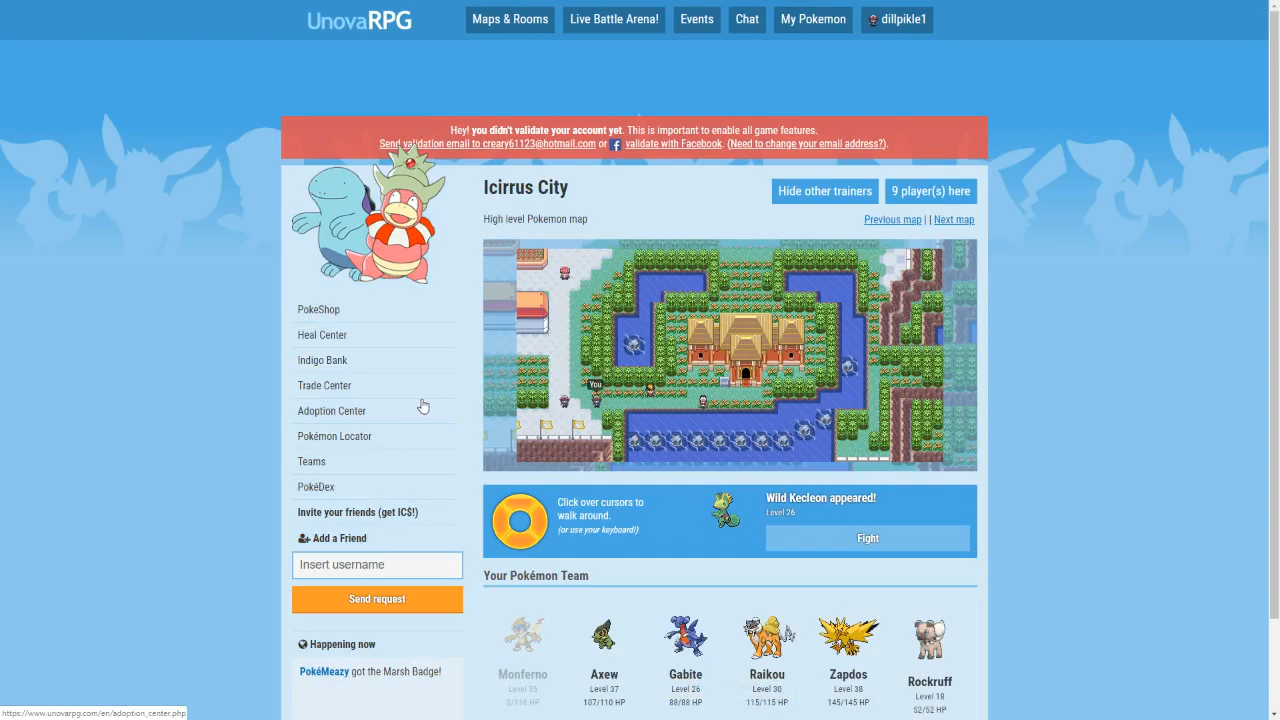 UnovaRPG
Maps & Rooms
Live Battle Arena!
Events
Chat
My Pokemon
dillpikle1
Hey! you didn't validate your account yet. This is important to enable all game features.
Send validation email to creary61123@hotmail.com or validate with Facebook. (Need to change your email address?).
Icirrus City
Hide other trainers
9 player(s) here
High level Pokemon map
Previous map | | Next map
You
PokeShop
Heal Center
Indigo Bank
Trade Center
Adoption Center
Pokémon Locator
Teams
PokéDex
Invite your friends (get IC$!)
Add a Friend
Insert username
Send request
Happening now
PokéMeazy got the Marsh Badge!
Click over cursors to
walk around.
(or use your keyboard!)
Wild Kecleon appeared!
Level 26
Fight
Your Pokémon Team
Monferno
Level 35
0/116 HP
Axew
Level 37
107/110 HP
Gabite
Level 26
88/88 HP
Raikou
Level 30
115/115 HP
Zapdos
Level 38
145/145 HP
Rockruff
Level 18
52/52 HP
https://www.unovarpg.com/en/adoption_center.php